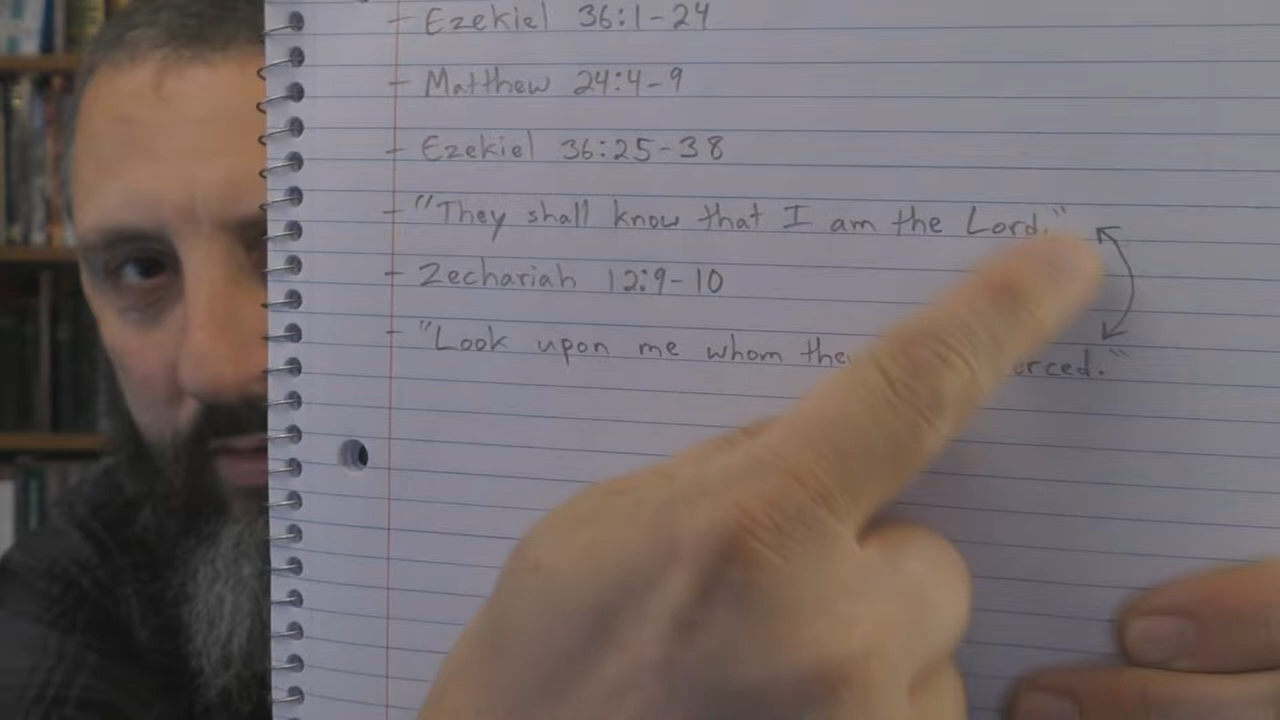 - Ezekiel 36:1-24
- Matthew 24:4-9
- Ezekiel 36:25-38
- "They shall know that I am the Lord."
- Zechariah 12:9-10
- "Look upon me whom